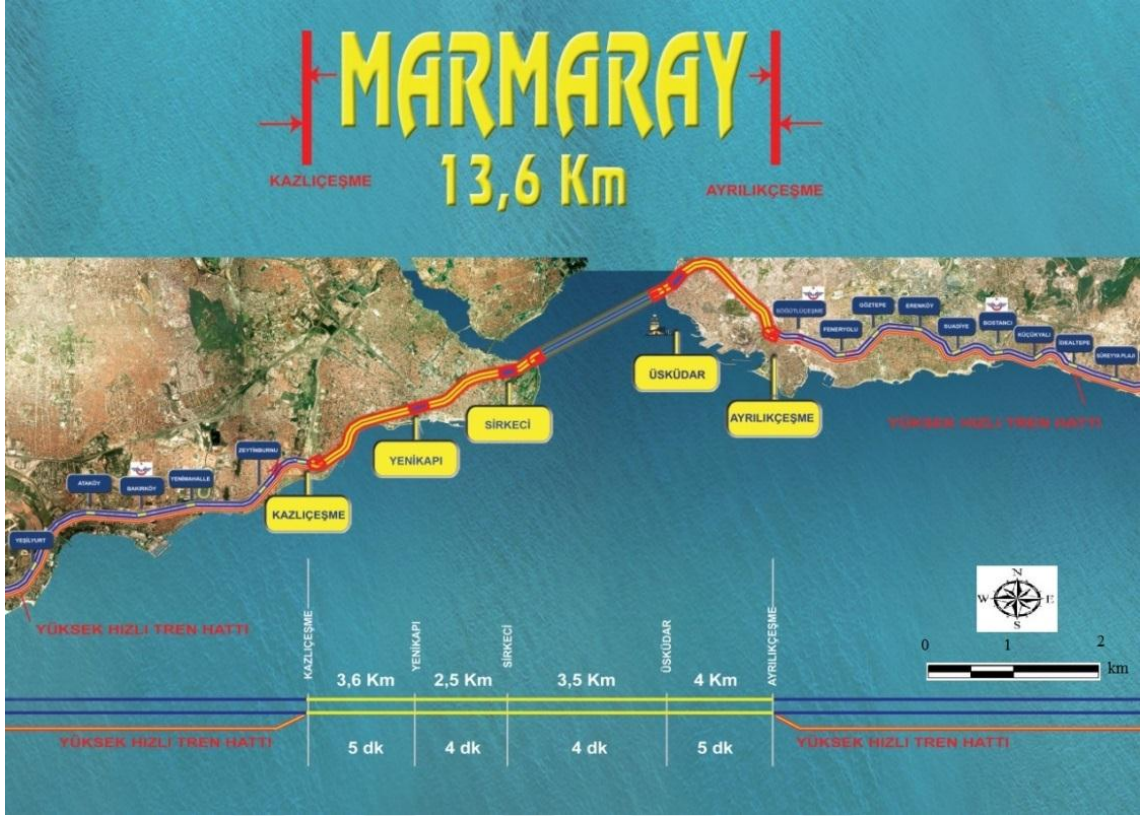 MARMARAY
13,6 Km
KAZLIÇEŞME
AYRILIKÇEŞME
SÖĞÜTLÜÇEŞME
FENERYOLU
GÖZTEPE
ERENKÖY
SUADİYE
BOSTANCI
KÜÇÜKYALI
İDEALTEPE
SÜREYYA PLAJI
ÜSKÜDAR
AYRILIKÇEŞME
YÜKSEK HIZLI TREN HATTI
SİRKECİ
YENİKAPI
KAZLIÇEŞME
ZEYTİNBURNU
YENİMAHALLE
BAKIRKÖY
ATAKÖY
YEŞİLYURT
YÜKSEK HIZLI TREN HATTI
N
W E
S
0 1 2
km
KAZLIÇEŞME
YENİKAPI
SİRKECİ
ÜSKÜDAR
AYRILIKÇEŞME
3,6 Km 2,5 Km 3,5 Km 4 Km
YÜKSEK HIZLI TREN HATTI
YÜKSEK HIZLI TREN HATTI
5 dk 4 dk 4 dk 5 dk